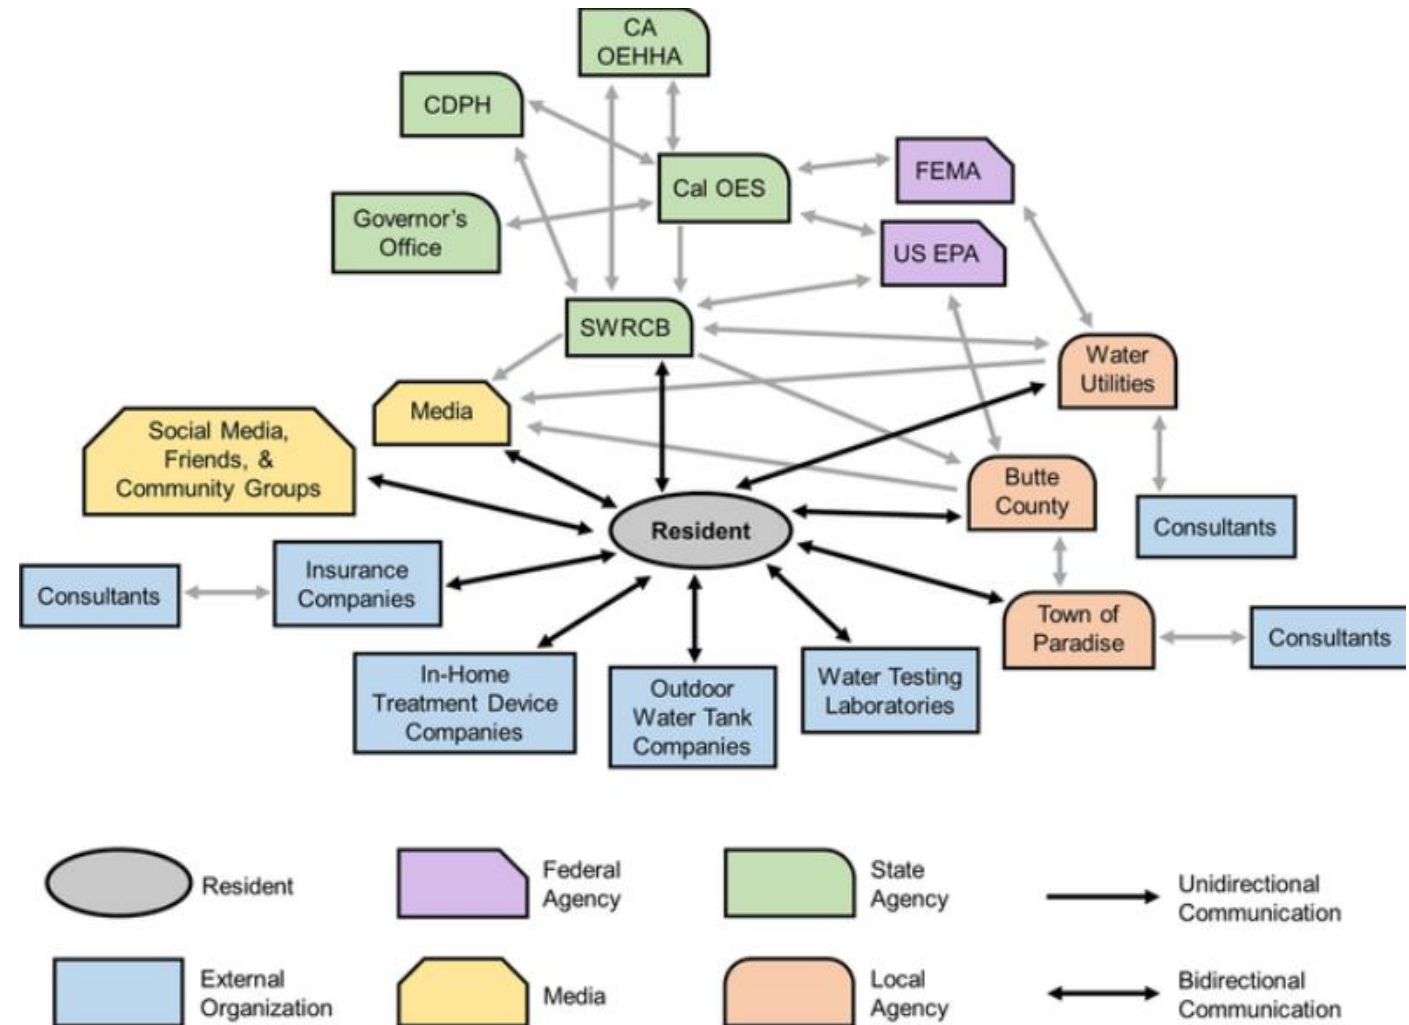 CA
OEHHA
CDPH
Cal OES
FEMA
Governor's
Office
US EPA
SWRCB
Water
Utilities
Media
Social Media,
Friends, &
Community Groups
Butte
County
Consultants
Resident
Insurance
Companies
Consultants
Town of
Paradise
Consultants
In-Home
Treatment Device
Companies
Outdoor
Water Tank
Companies
Water Testing
Laboratories
Resident
Federal
Agency
State
Agency
Unidirectional
Communication
External
Organization
Media
Local
Agency
Bidirectional
Communication